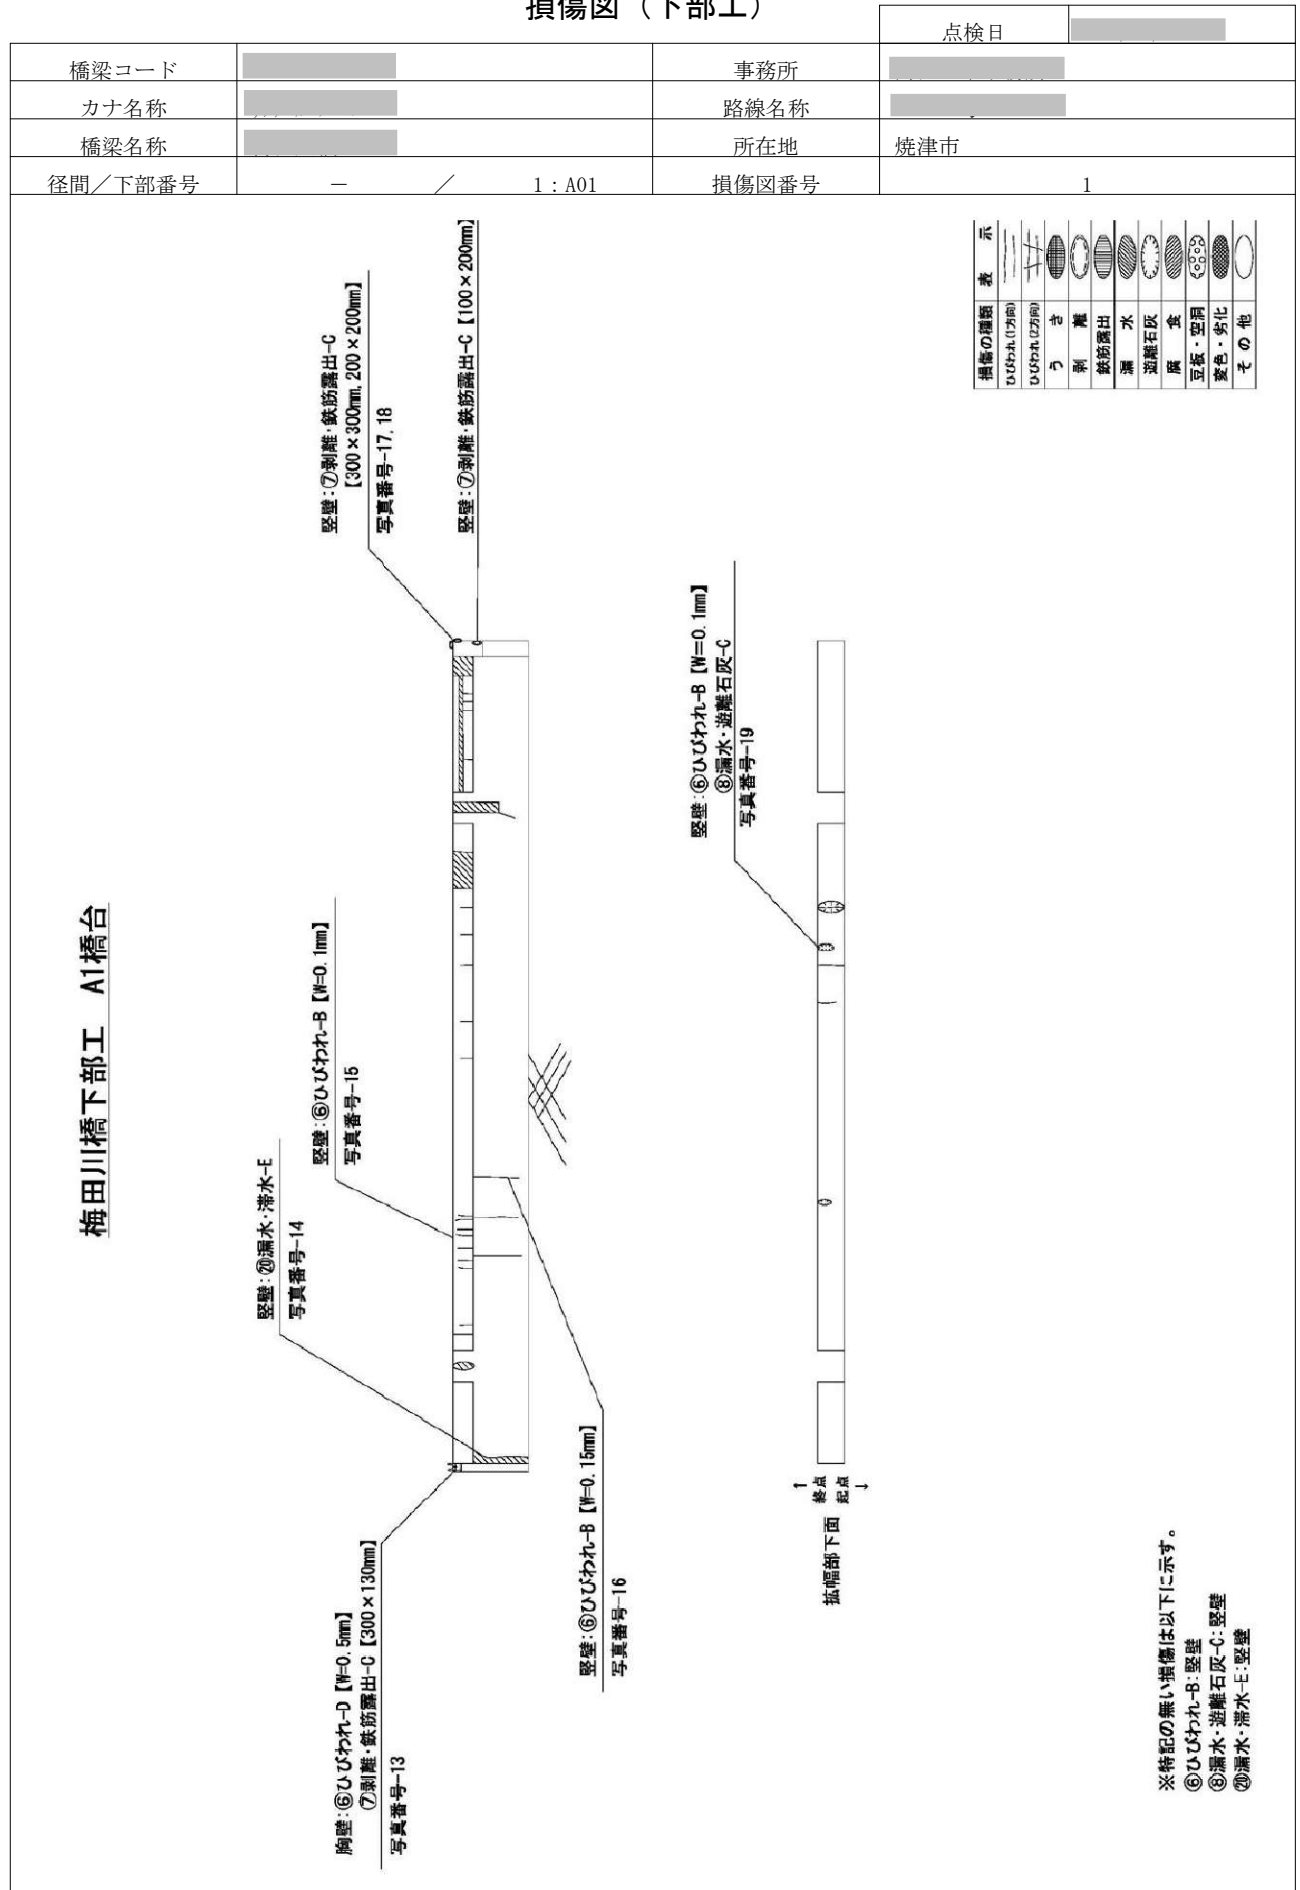 損傷図（下部工）
点検日
橋梁コード
事務所
カナ名称
路線名称
橋梁名称
所在地 焼津市
径間／下部番号 － ／ 1：A01
損傷図番号 1
梅田川橋下部工 A1橋台
竪壁：⑳漏水・滞水-E
写真番号-14
竪壁：⑥ひびわれ-B【W=0.1mm】
写真番号-15
竪壁：⑦剥離・鉄筋露出-C
【300×300mm,200×200mm】
写真番号-17,18
竪壁：⑦剥離・鉄筋露出-C【100×200mm】
胸壁：⑥ひびわれ-D【W=0.5mm】
⑦剥離・鉄筋露出-C【300×130mm】
写真番号-13
竪壁：⑥ひびわれ-B【W=0.15mm】
写真番号-16
竪壁：⑥ひびわれ-B【W=0.1mm】
⑧漏水・遊離石灰-C
写真番号-19
↑
終点
起点
↓
拡幅部下面
損傷の種類 表 示
ひびわれ(1方向)
ひびわれ(2方向)
う き
剥 離
鉄筋露出
漏 水
遊離石灰
腐 食
豆板・空洞
変色・劣化
そ の 他
※特記の無い損傷は以下に示す。
⑥ひびわれ-B：竪壁
⑧漏水・遊離石灰-C：竪壁
⑳漏水・滞水-E：竪壁